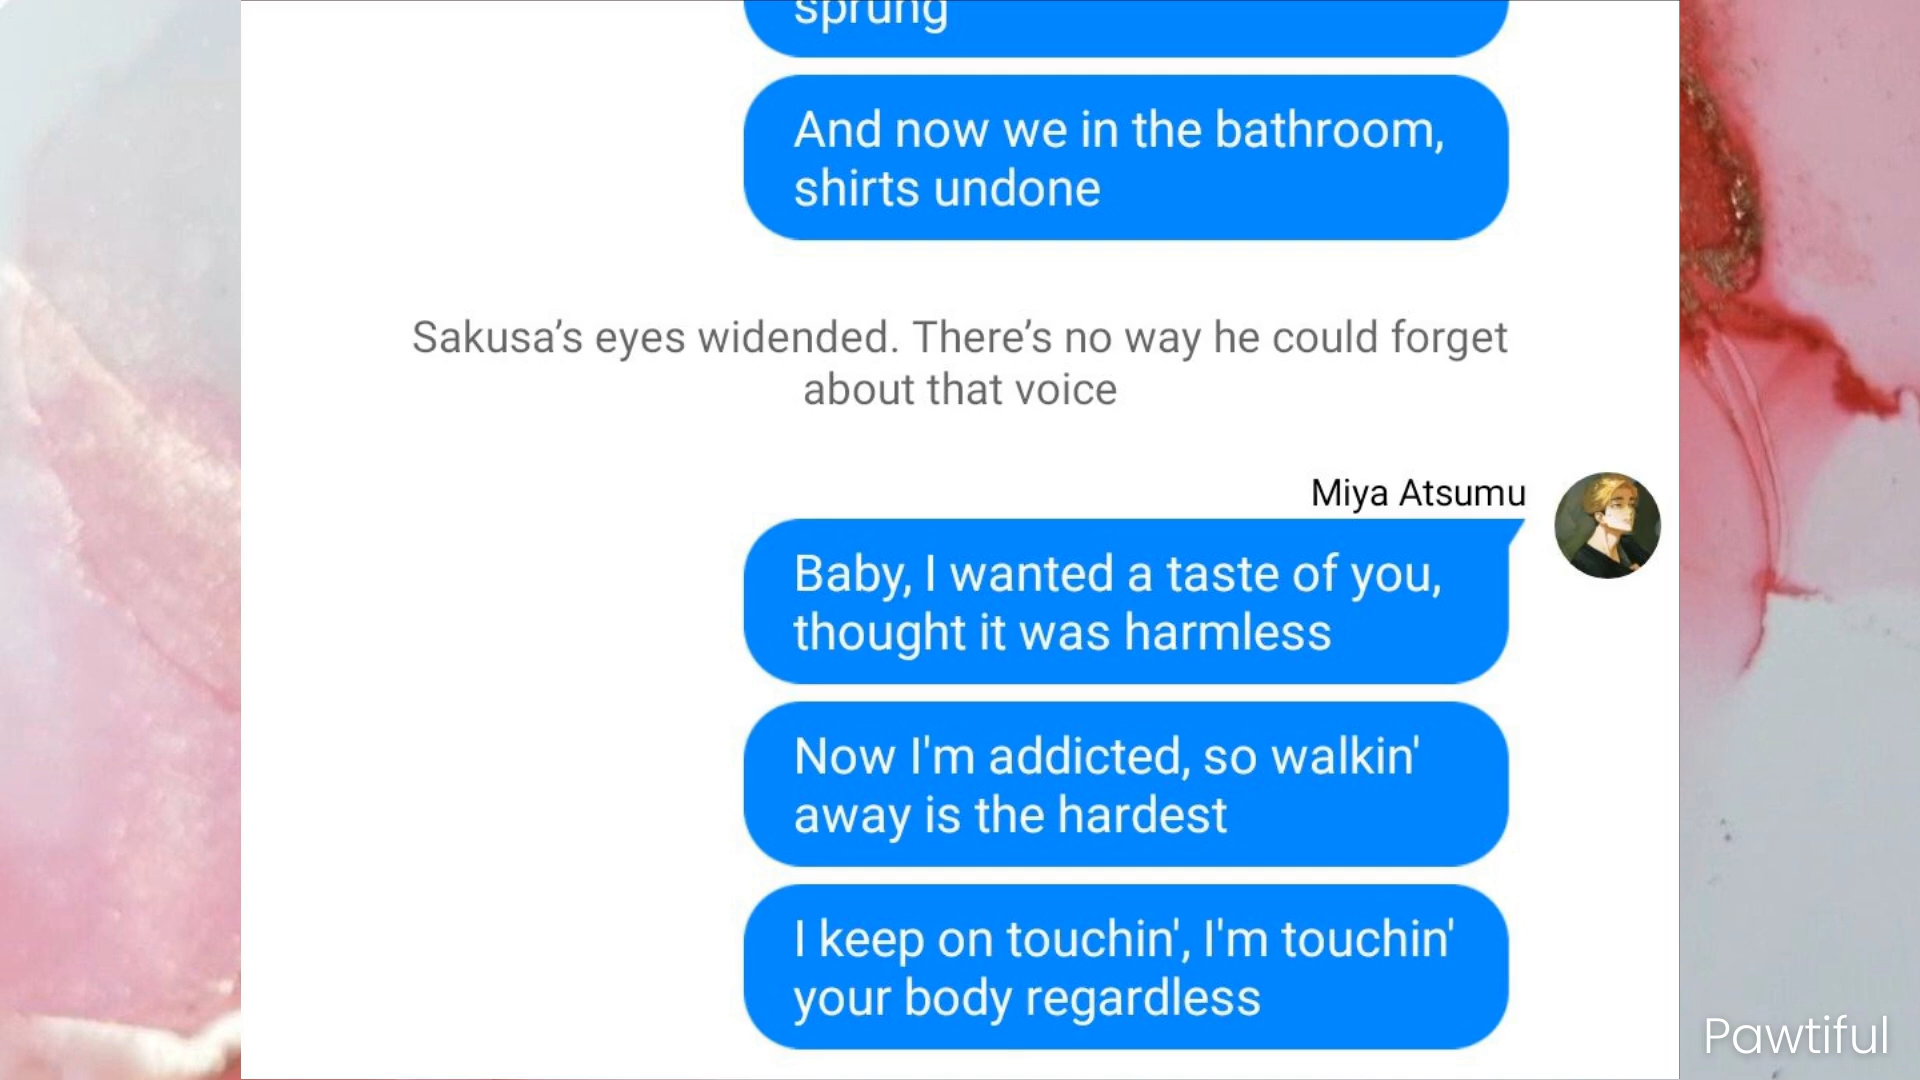 sprung
And now we in the bathroom,
shirts undone
Sakusa’s eyes widended. There’s no way he could forget
about that voice
Miya Atsumu
Baby, I wanted a taste of you,
thought it was harmless
Now I'm addicted, so walkin'
away is the hardest
I keep on touchin', I'm touchin'
your body regardless
Pawtiful